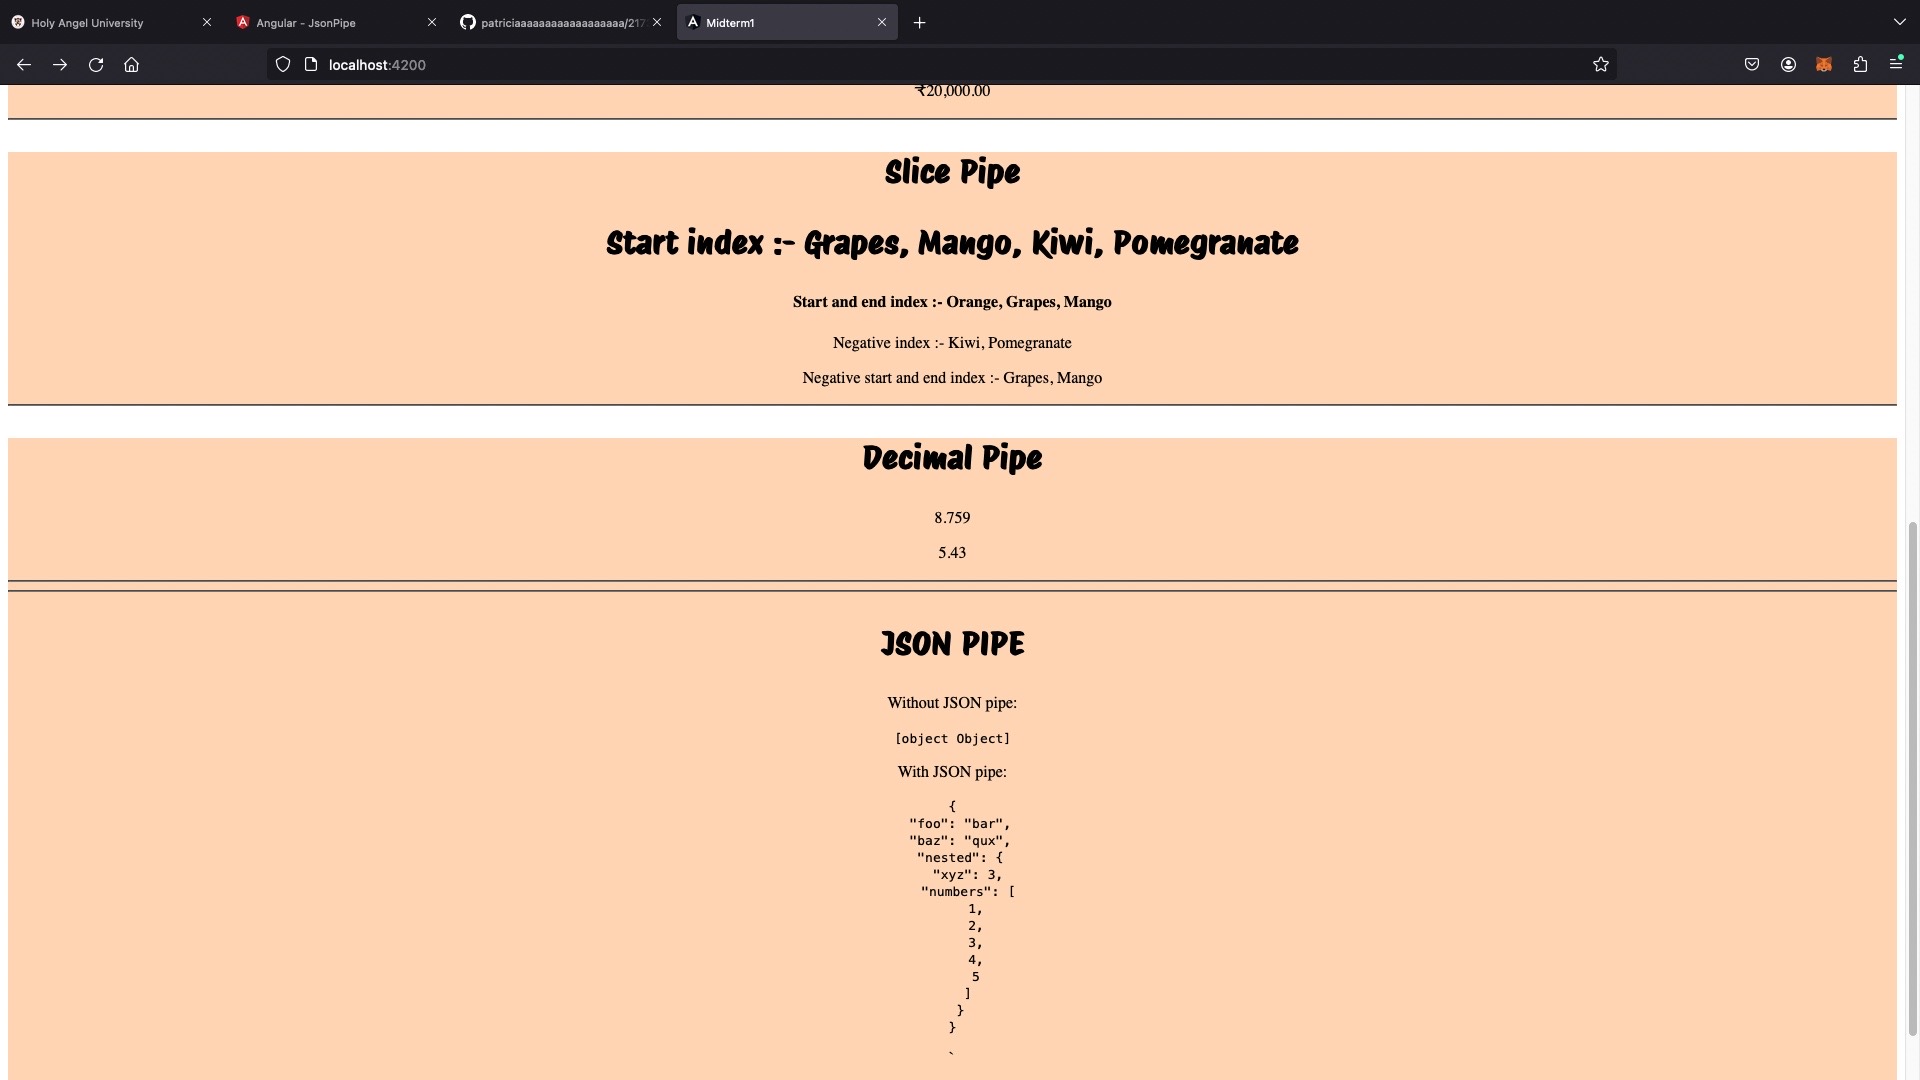 Holy Angel University
Angular - JsonPipe
patriciaaaaaaaaaaaaaaaaaaa/217
Midterm1
localhost:4200
₹20,000.00
Slice Pipe
Start index :- Grapes, Mango, Kiwi, Pomegranate
Start and end index :- Orange, Grapes, Mango
Negative index :- Kiwi, Pomegranate
Negative start and end index :- Grapes, Mango
Decimal Pipe
8.759
5.43
JSON PIPE
Without JSON pipe:
[object Object]
With JSON pipe:
{
"foo": "bar",
"baz": "qux",
"nested": {
"xyz": 3,
"numbers": [
1,
2,
3,
4,
5
]
}
}
`